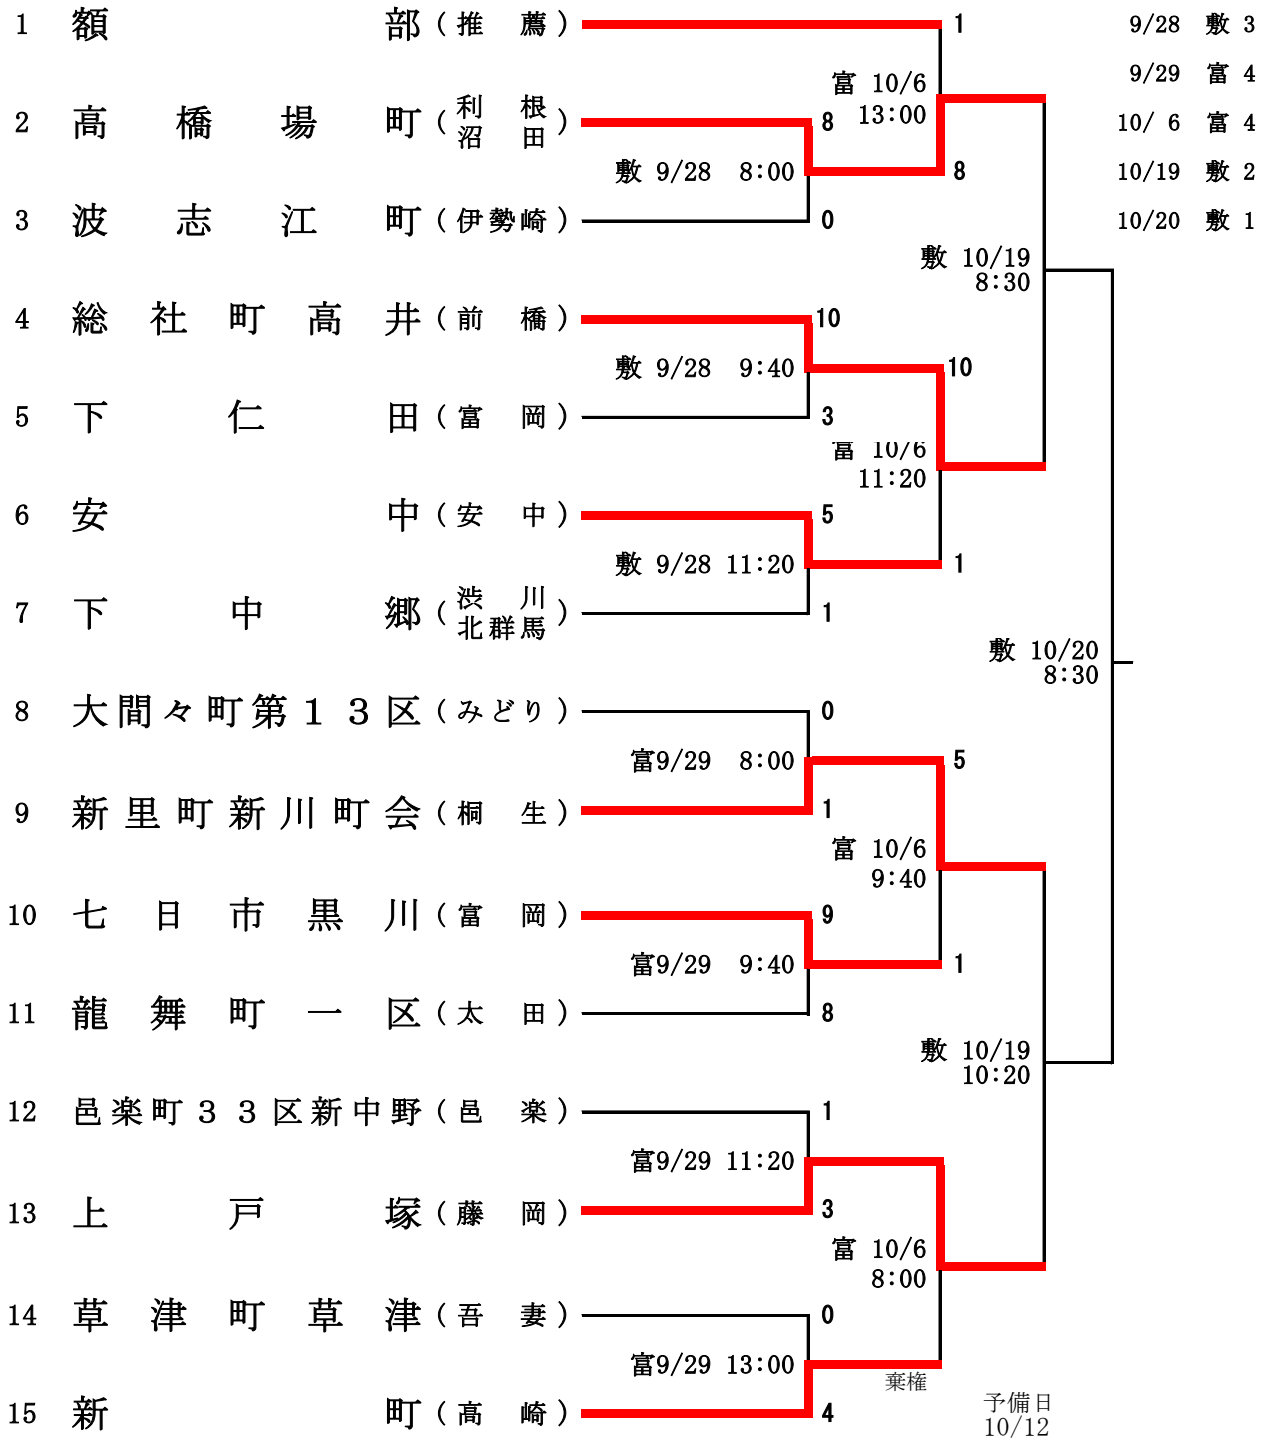 1 額部(推薦) 1
9/28 敷 3
9/29 富 4
富 10/6
13:00
2 高橋場町(利根沼田) 8
10/ 6 富 4
敷 9/28 8:00
8
10/19 敷 2
3 波志江町(伊勢崎) 0
10/20 敷 1
敷 10/19
8:30
4 総社町高井(前橋) 10
敷 9/28 9:40
10
5 下仁田(富岡) 3
富 10/6
11:20
6 安中(安中) 5
敷 9/28 11:20
1
7 下中郷(渋川北群馬) 1
敷 10/20
8:30
8 大間々町第13区(みどり) 0
富9/29 8:00
5
9 新里町新川町会(桐生) 1
富 10/6
9:40
10 七日市黒川(富岡) 9
富9/29 9:40
1
11 龍舞町一区(太田) 8
敷 10/19
10:20
12 邑楽町33区新中野(邑楽) 1
富9/29 11:20
13 上戸塚(藤岡) 3
富 10/6
8:00
14 草津町草津(吾妻) 0
富9/29 13:00
棄権
15 新町(高崎) 4
予備日
10/12